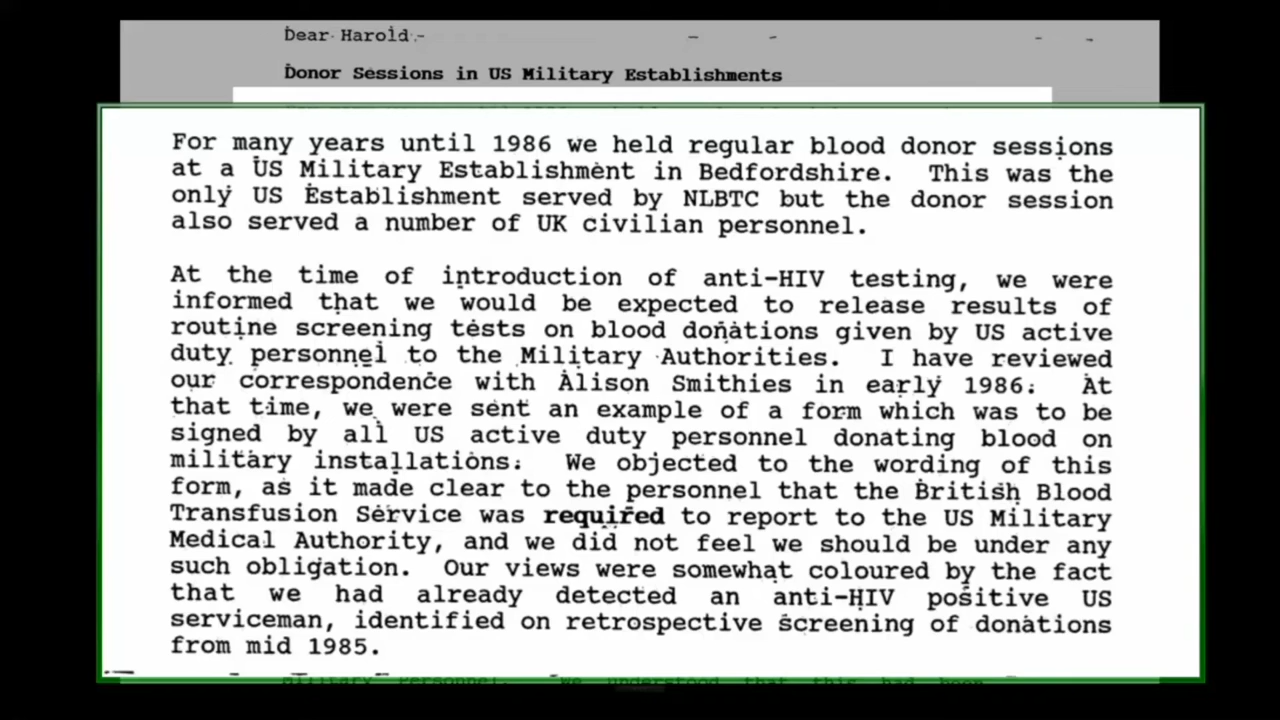 Dear Harold
Donor Sessions in US Military Establishments
For many years until 1986 we held regular blood donor sessions
at a US Military Establishment in Bedfordshire. This was the
only US Establishment served by NLBTC but the donor session
also served a number of UK civilian personnel.
At the time of introduction of anti-HIV testing, we were
informed that we would be expected to release results of
routine screening tests on blood donations given by US active
duty personnel to the Military Authorities. I have reviewed
our correspondence with Alison Smithies in early 1986. At
that time, we were sent an example of a form which was to be
signed by all US active duty personnel donating blood on
military installations. We objected to the wording of this
form, as it made clear to the personnel that the British Blood
Transfusion Service was required to report to the US Military
Medical Authority, and we did not feel we should be under any
such obligation. Our views were somewhat coloured by the fact
that we had already detected an anti-HIV positive US
serviceman, identified on retrospective screening of donations
from mid 1985.